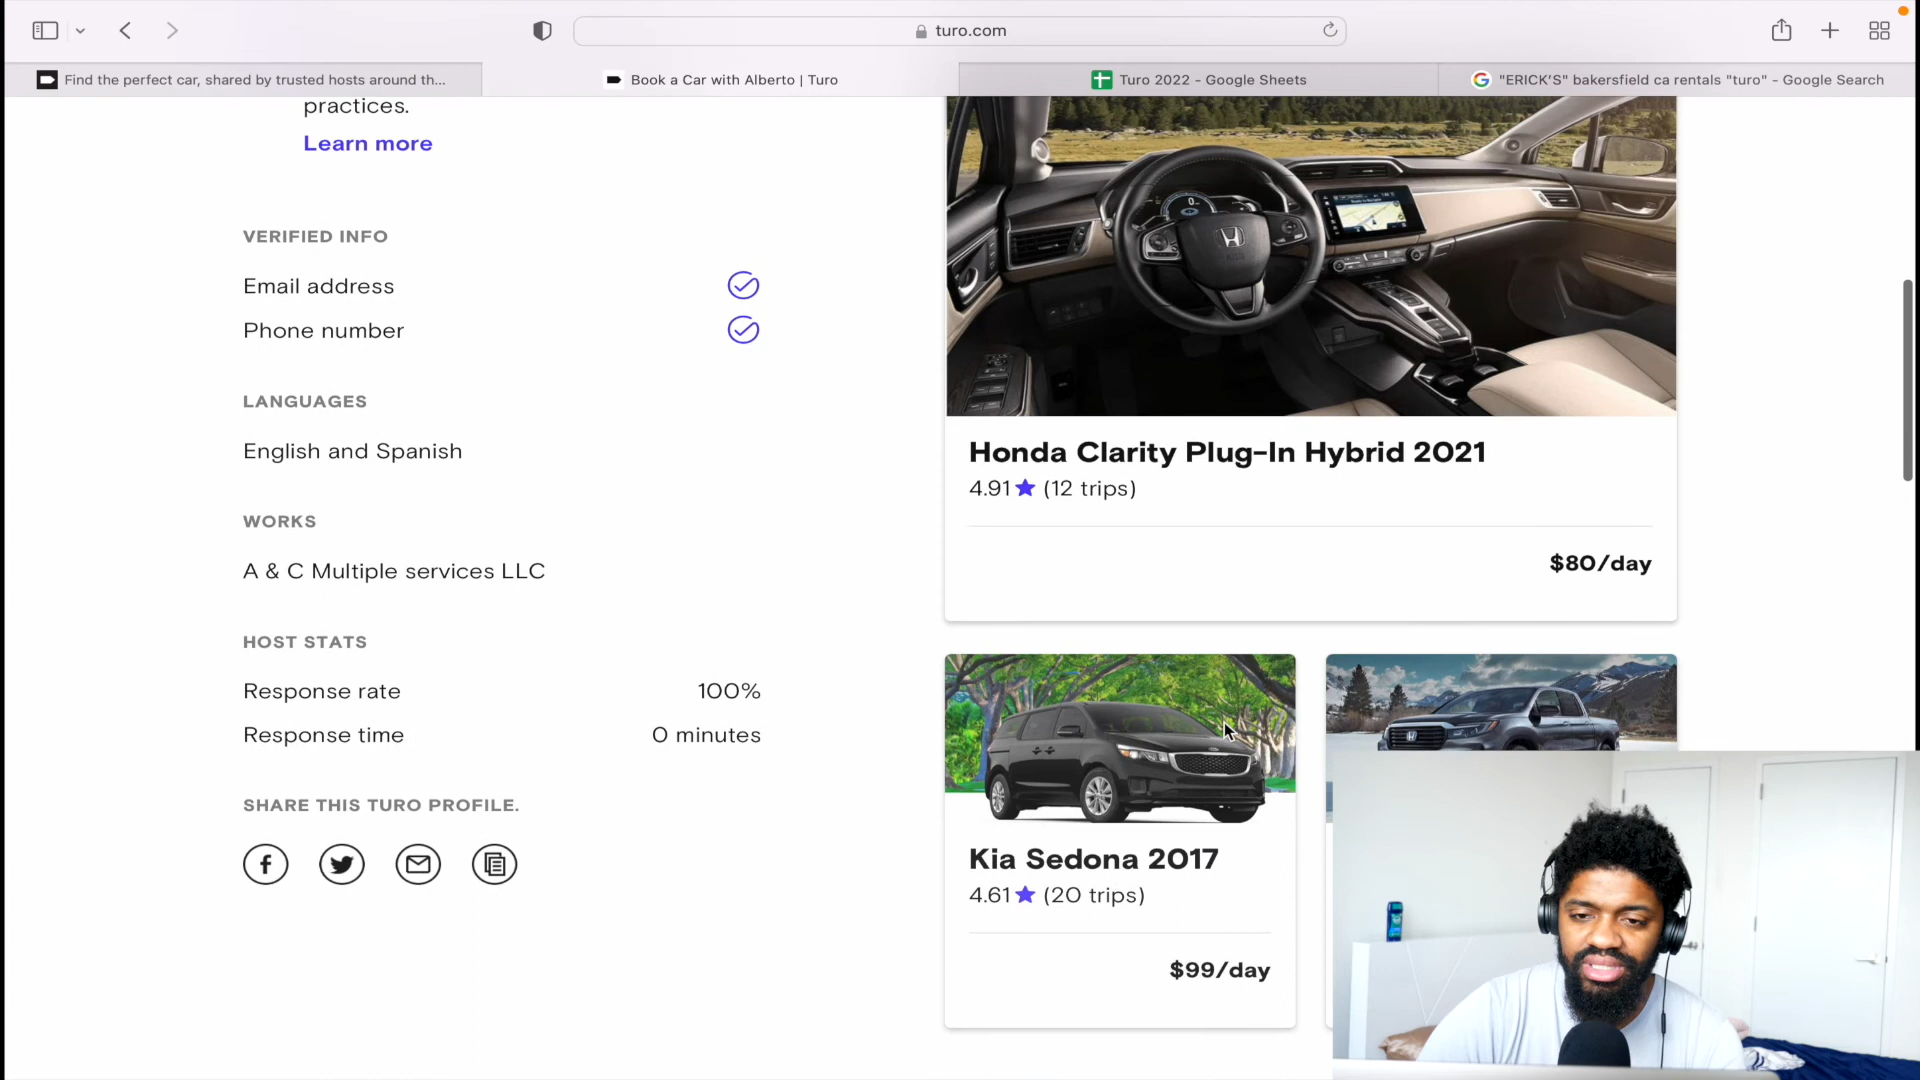 turo.com
Find the perfect car, shared by trusted hosts around th...
Book a Car with Alberto | Turo
Turo 2022 - Google Sheets
"ERICK'S" bakersfield ca rentals "turo" - Google Search
practices.
Learn more
VERIFIED INFO
Email address
Phone number
LANGUAGES
English and Spanish
WORKS
A & C Multiple services LLC
HOST STATS
Response rate 100%
Response time 0 minutes
SHARE THIS TURO PROFILE.
Honda Clarity Plug-In Hybrid 2021
4.91 (12 trips)
$80/day
Kia Sedona 2017
4.61 (20 trips)
$99/day